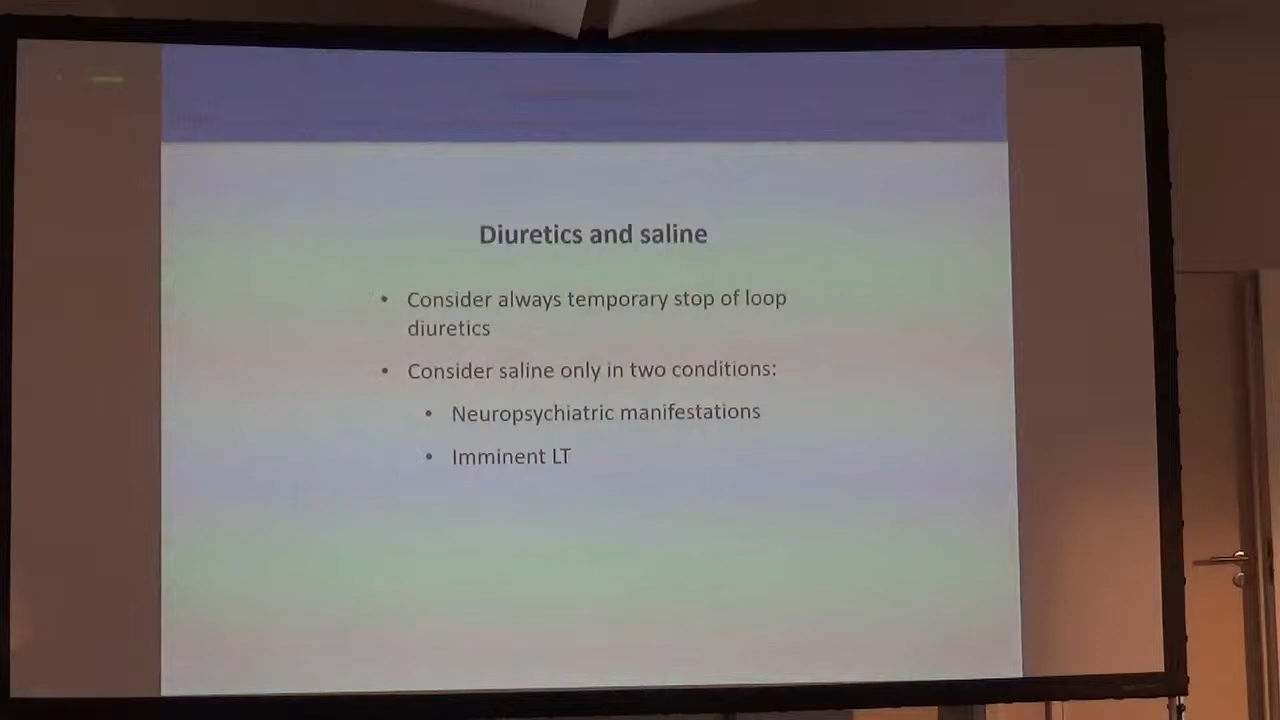 Diuretics and saline
• Consider always temporary stop of loop
diuretics
• Consider saline only in two conditions:
• Neuropsychiatric manifestations
• Imminent LT